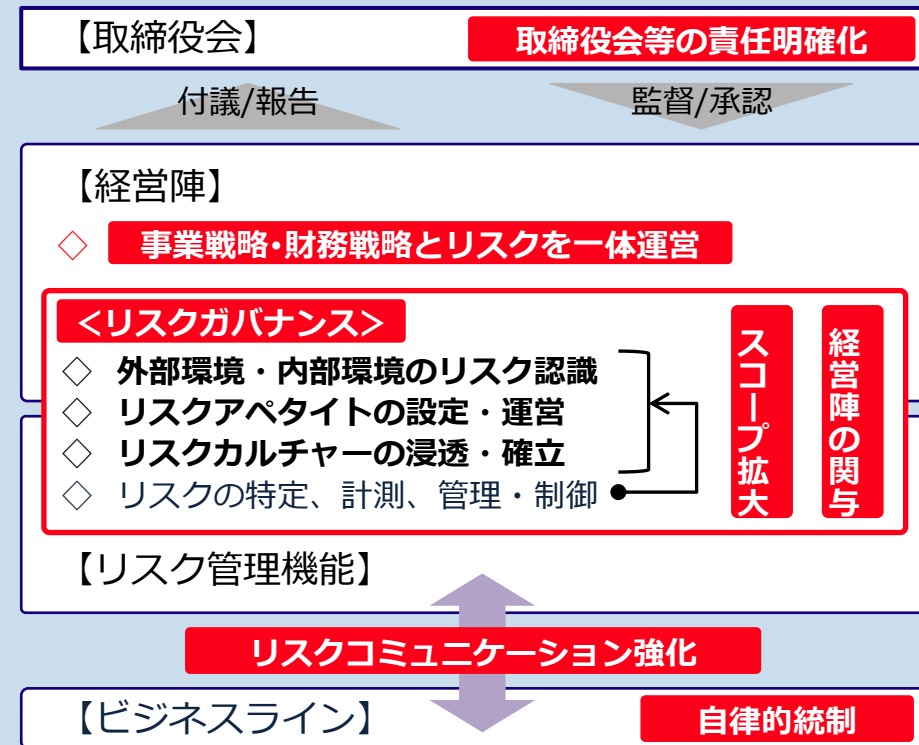 【取締役会】
取締役会等の責任明確化
付議/報告
監督/承認
【経営陣】
◇ 事業戦略・財務戦略とリスクを一体運営
<リスクガバナンス>
◇ 外部環境・内部環境のリスク認識
◇ リスクアペタイトの設定・運営
◇ リスクカルチャーの浸透・確立
◇ リスクの特定、計測、管理・制御
スコープ拡大
経営陣の関与
【リスク管理機能】
リスクコミュニケーション強化
【ビジネスライン】
自律的統制